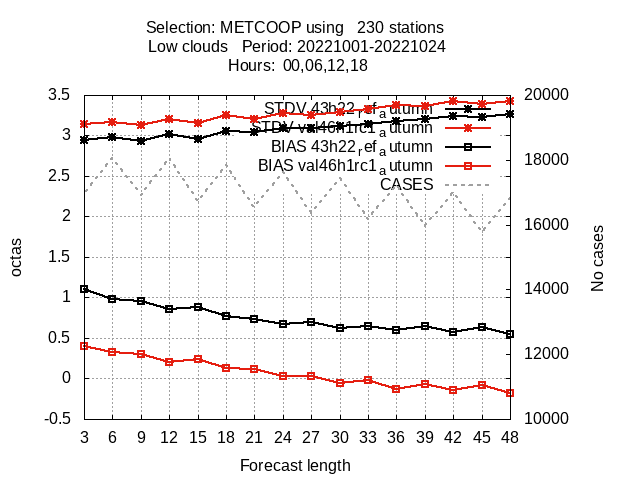 Selection: METCOOP using   230 stations
Low clouds   Period: 20221001-20221024
Hours:  00,06,12,18
octas
No cases
3.5
3
2.5
2
1.5
1
0.5
0
-0.5
20000
18000
16000
14000
12000
10000
STDV 43h22_ref_autumn
STDV val46h1rc1_autumn
BIAS 43h22_ref_autumn
BIAS val46h1rc1_autumn
CASES
3 6 9 12 15 18 21 24 27 30 33 36 39 42 45 48
Forecast length